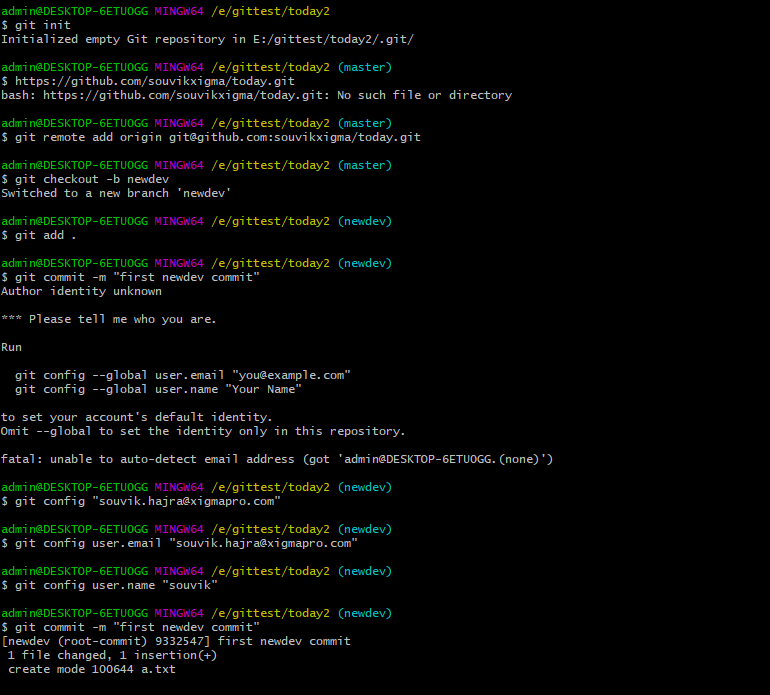 admin@DESKTOP-6ETUOGG MINGW64 /e/gittest/today2
$ git init
Initialized empty Git repository in E:/gittest/today2/.git/
admin@DESKTOP-6ETUOGG MINGW64 /e/gittest/today2 (master)
$ https://github.com/souvikxigma/today.git
bash: https://github.com/souvikxigma/today.git: No such file or directory
admin@DESKTOP-6ETUOGG MINGW64 /e/gittest/today2 (master)
$ git remote add origin git@github.com:souvikxigma/today.git
admin@DESKTOP-6ETUOGG MINGW64 /e/gittest/today2 (master)
$ git checkout -b newdev
Switched to a new branch 'newdev'
admin@DESKTOP-6ETUOGG MINGW64 /e/gittest/today2 (newdev)
$ git add .
admin@DESKTOP-6ETUOGG MINGW64 /e/gittest/today2 (newdev)
$ git commit -m "first newdev commit"
Author identity unknown
*** Please tell me who you are.
Run
  git config --global user.email "you@example.com"
  git config --global user.name "Your Name"
to set your account's default identity.
Omit --global to set the identity only in this repository.
fatal: unable to auto-detect email address (got 'admin@DESKTOP-6ETUOGG.(none)')
admin@DESKTOP-6ETUOGG MINGW64 /e/gittest/today2 (newdev)
$ git config "souvik.hajra@xigmapro.com"
admin@DESKTOP-6ETUOGG MINGW64 /e/gittest/today2 (newdev)
$ git config user.email "souvik.hajra@xigmapro.com"
admin@DESKTOP-6ETUOGG MINGW64 /e/gittest/today2 (newdev)
$ git config user.name "souvik"
admin@DESKTOP-6ETUOGG MINGW64 /e/gittest/today2 (newdev)
$ git commit -m "first newdev commit"
[newdev (root-commit) 9332547] first newdev commit
 1 file changed, 1 insertion(+)
 create mode 100644 a.txt